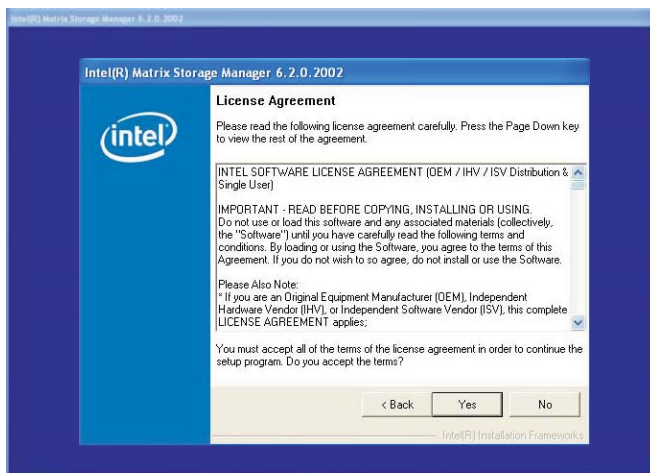 Intel(R) Matrix Storage Manager 6.2.0.2002
Intel(R) Matrix Storage Manager 6.2.0.2002
intel
License Agreement
Please read the following license agreement carefully. Press the Page Down key
to view the rest of the agreement.
INTEL SOFTWARE LICENSE AGREEMENT (OEM / IHV / ISV Distribution &
Single User)
IMPORTANT - READ BEFORE COPYING, INSTALLING OR USING.
Do not use or load this software and any associated materials (collectively,
the "Software") until you have carefully read the following terms and
conditions. By loading or using the Software, you agree to the terms of this
Agreement. If you do not wish to so agree, do not install or use the Software.
Please Also Note:
* If you are an Original Equipment Manufacturer (OEM), Independent
Hardware Vendor (IHV), or Independent Software Vendor (ISV), this complete
LICENSE AGREEMENT applies;
You must accept all of the terms of the license agreement in order to continue the
setup program. Do you accept the terms?
< Back Yes No
Intel(R) Installation Frameworks